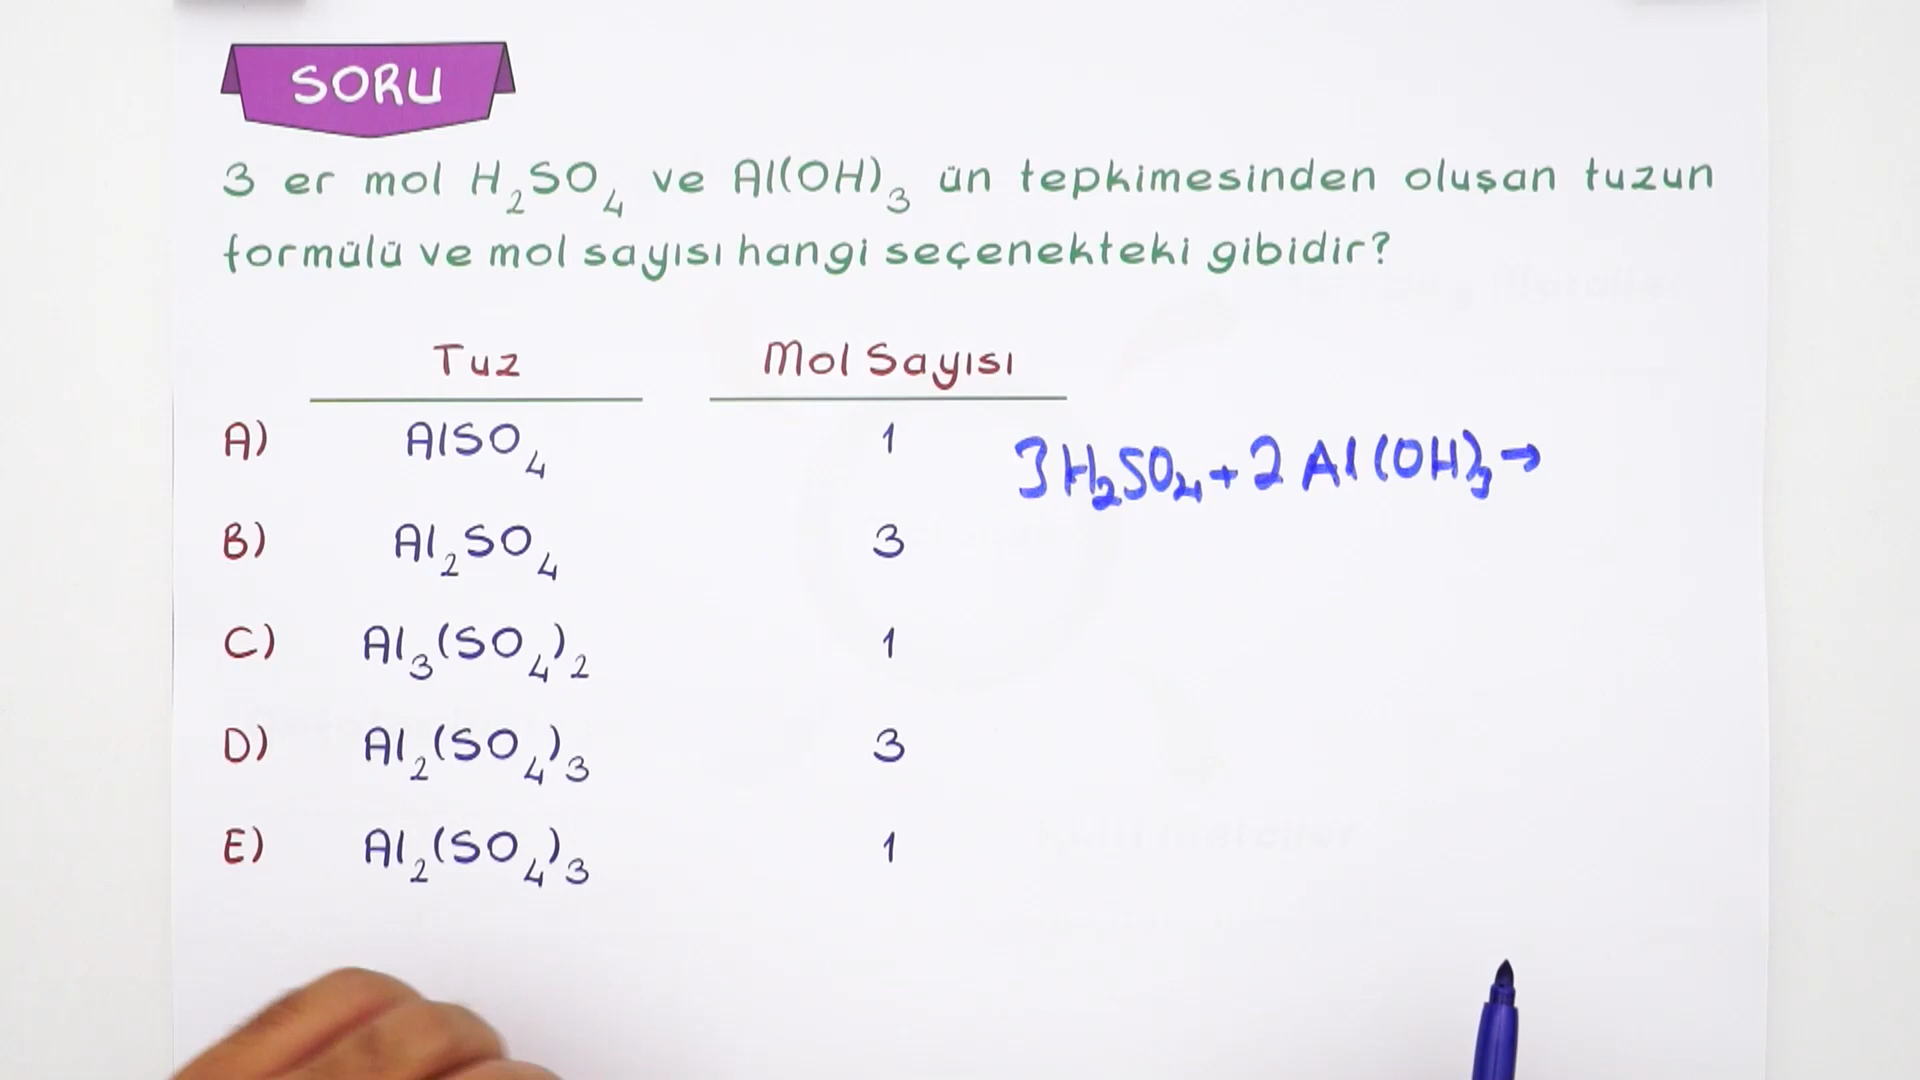 SORU
3 er mol H₂SO₄ ve Al(OH)₃ ün tepkimesinden oluşan tuzun
formülü ve mol sayısı hangi seçenekteki gibidir?
Tuz Mol Sayısı
A) AlSO₄ 1
3H₂SO₄ + 2Al(OH)₃ →
B) Al₂SO₄ 3
C) Al₃(SO₄)₂ 1
D) Al₂(SO₄)₃ 3
E) Al₂(SO₄)₃ 1